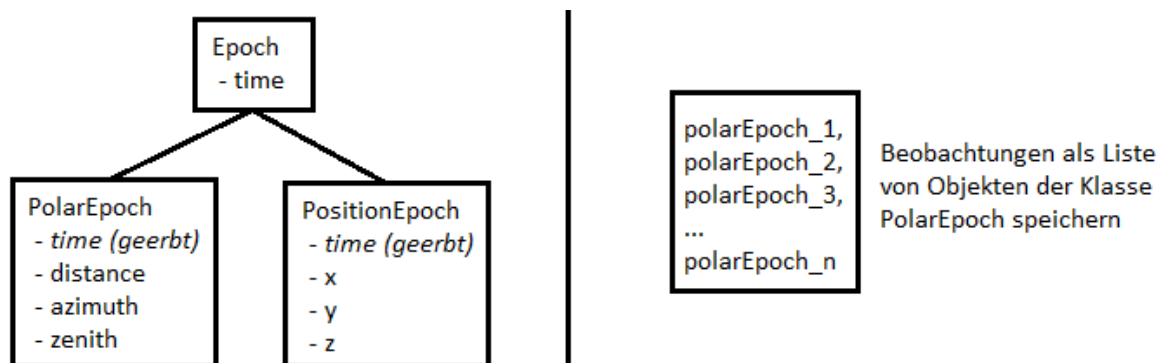 Epoch
- time
PolarEpoch
- time (geerbt)
- distance
- azimuth
- zenith
PositionEpoch
- time (geerbt)
- x
- y
- z
polarEpoch_1,
polarEpoch_2,
polarEpoch_3,
...
polarEpoch_n
Beobachtungen als Liste
von Objekten der Klasse
PolarEpoch speichern